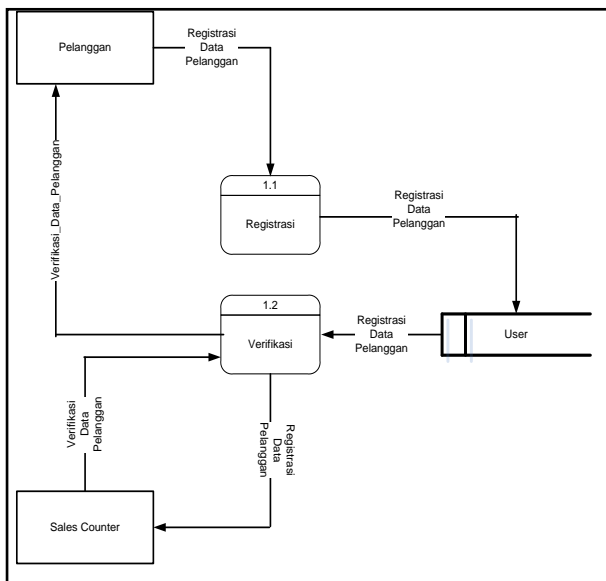 Pelanggan
Registrasi
Data
Pelanggan
1.1
Registrasi
Registrasi
Data
Pelanggan
Verifikasi_Data_Pelanggan
1.2
Verifikasi
Registrasi
Data
Pelanggan
User
Verifikasi
Data
Pelanggan
Registrasi
Data
Pelanggan
Sales Counter